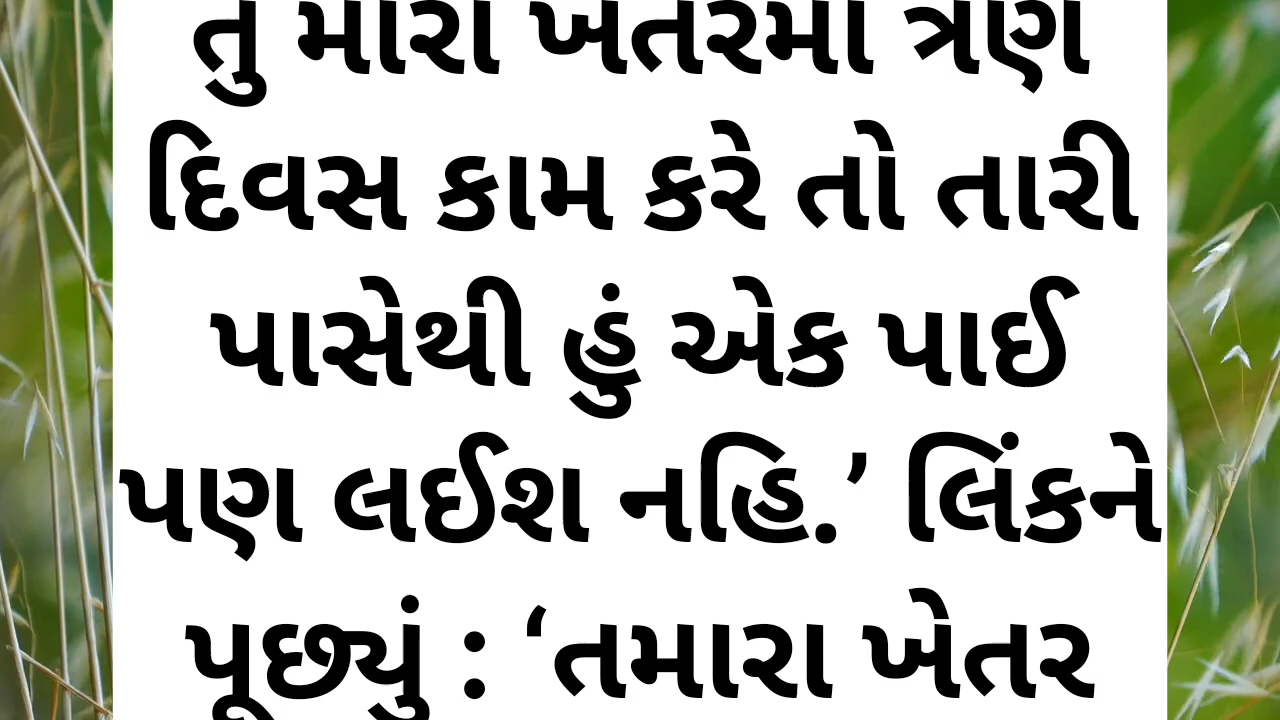 તું મારા ખેતરમાં ત્રણ
દિવસ કામ કરે તો તારી
પાસેથી હું એક પાઈ
પણ લઈશ નહિ.’ લિંકને
પૂછ્યું : ‘તમારા ખેતર